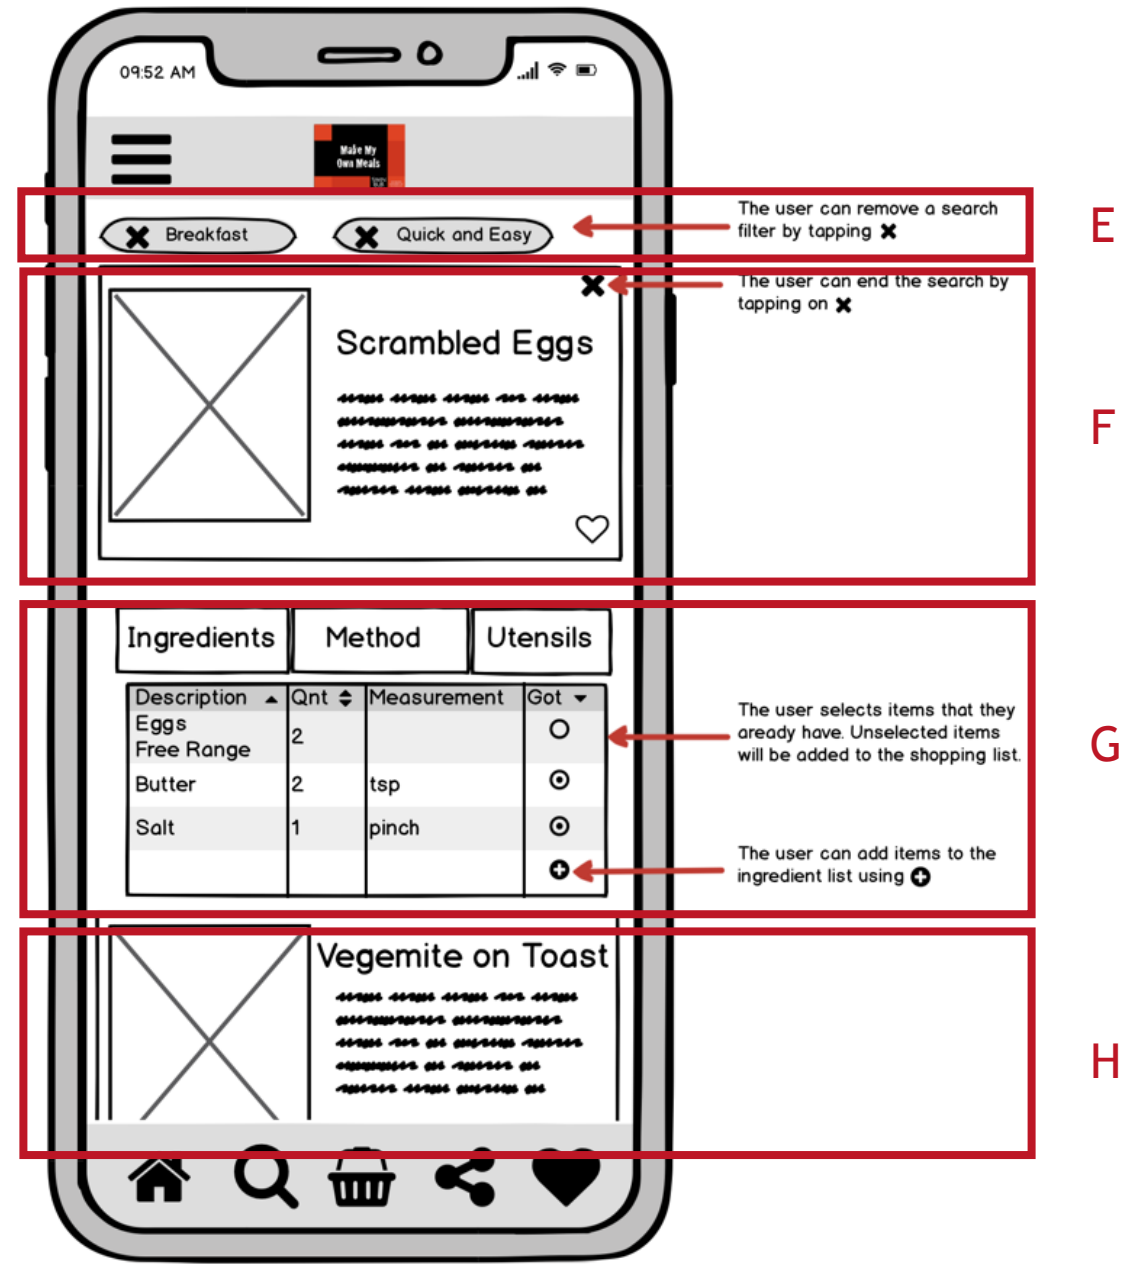 09:52 AM
Make My
Own Meals
Breakfast
Quick and Easy
The user can remove a search
filter by tapping ✖
E
The user can end the search by
tapping on ✖
Scrambled Eggs
F
Ingredients
Method
Utensils
Description
Qnt
Measurement
Got
Eggs
Free Range
2
Butter
2
tsp
Salt
1
pinch
The user selects items that they
aready have. Unselected items
will be added to the shopping list.
G
The user can add items to the
ingredient list using
Vegemite on Toast
H